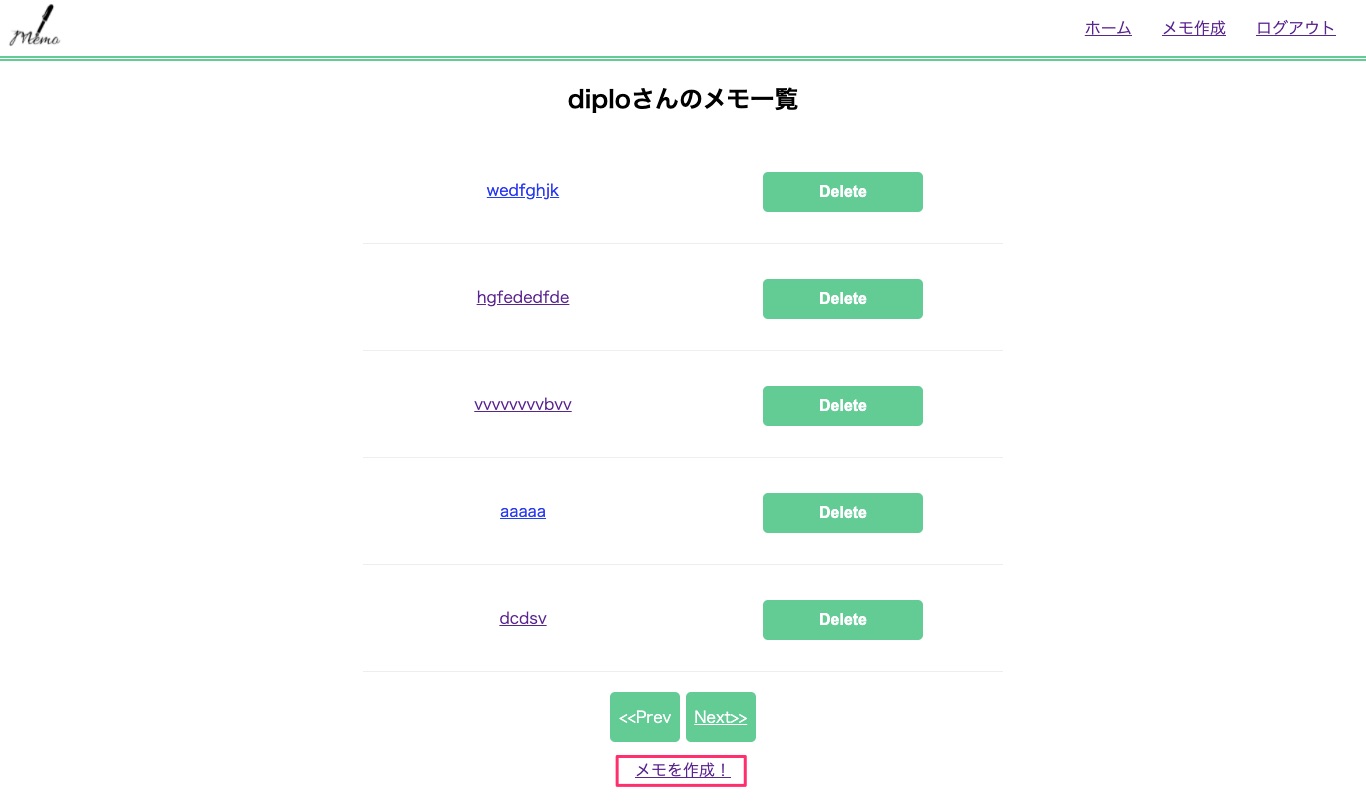 Memo
ホーム メモ作成 ログアウト
diploさんのメモ一覧
wedfghjk Delete
hgfededfde Delete
vvvvvvvvbvv Delete
aaaaa Delete
dcdsv Delete
<<Prev Next>>
メモを作成！